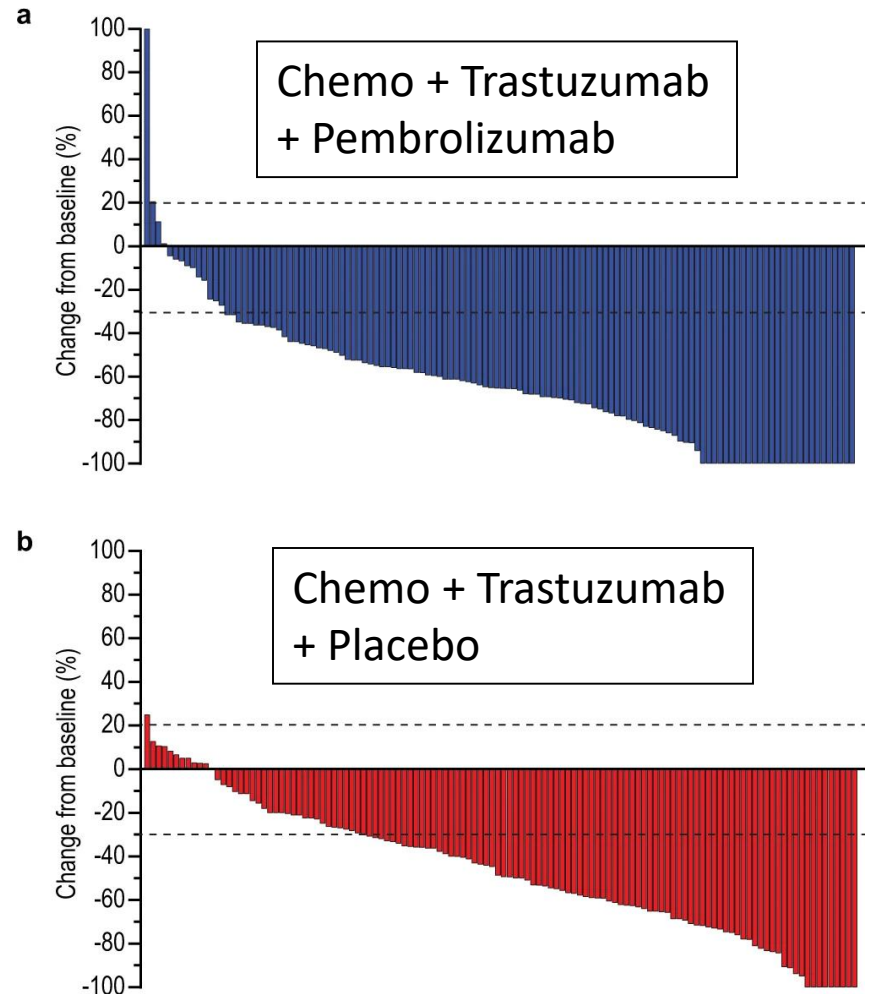 a
Change from baseline (%)
100
80
60
40
20
0
-20
-40
-60
-80
-100
Chemo + Trastuzumab
+ Pembrolizumab
b
Change from baseline (%)
100
80
60
40
20
0
-20
-40
-60
-80
-100
Chemo + Trastuzumab
+ Placebo